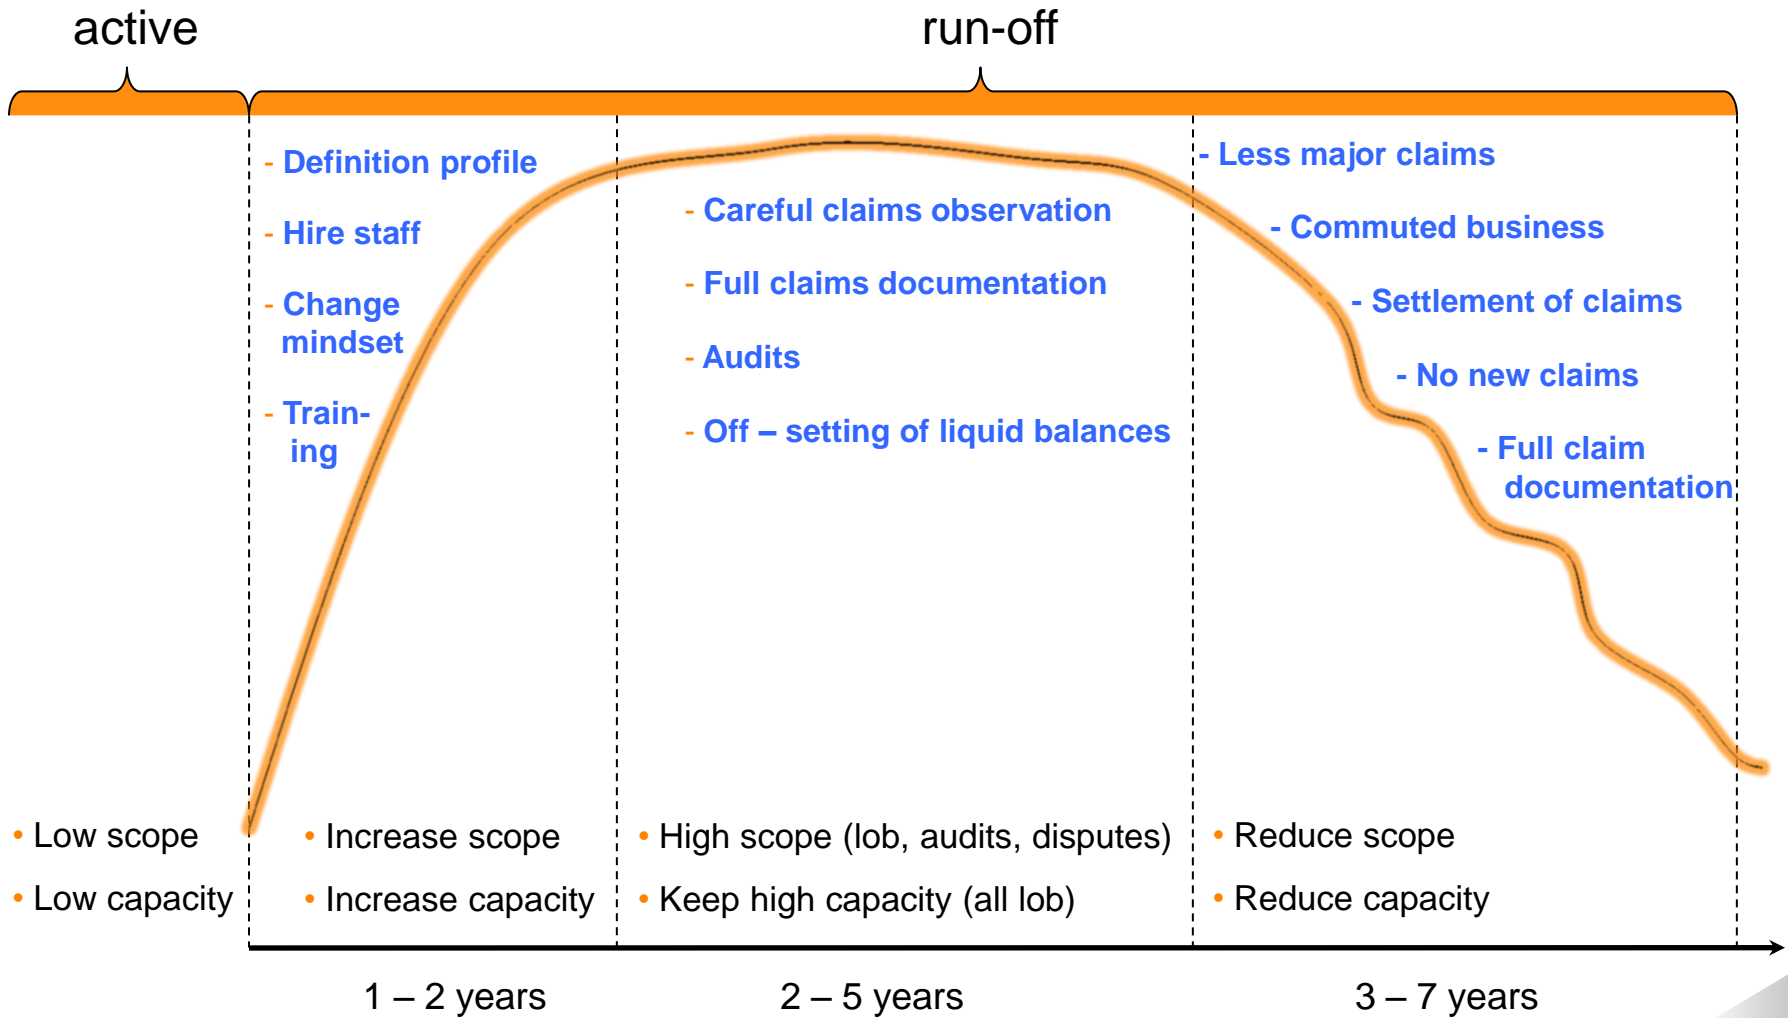 active
run-off
- Definition profile
- Hire staff
- Change
mindset
- Train-
ing
- Careful claims observation
- Full claims documentation
- Audits
- Off – setting of liquid balances
- Less major claims
- Commuted business
- Settlement of claims
- No new claims
- Full claim
documentation
• Low scope
• Low capacity
• Increase scope
• Increase capacity
• High scope (lob, audits, disputes)
• Keep high capacity (all lob)
• Reduce scope
• Reduce capacity
1 – 2 years
2 – 5 years
3 – 7 years